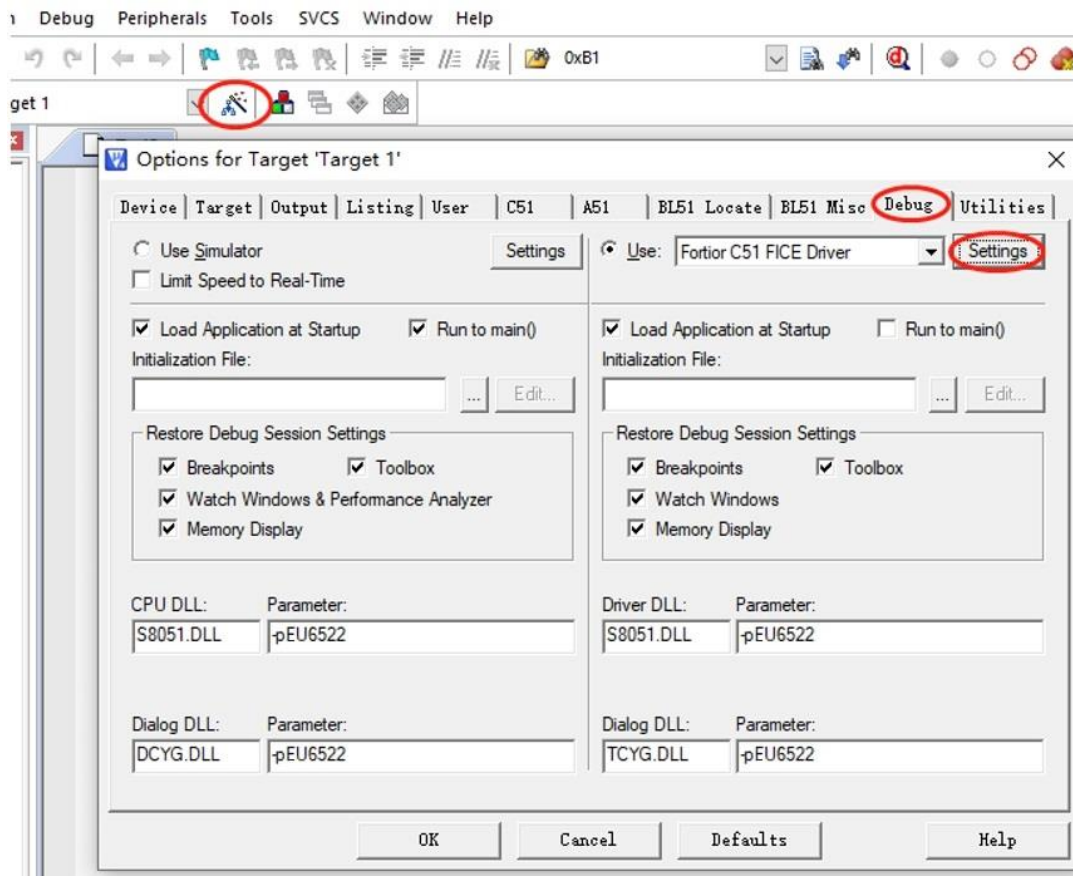 Debug Peripherals Tools SVCS Window Help
0xB1
get 1
Options for Target 'Target 1'
Device Target Output Listing User C51 A51 BL51 Locate BL51 Misc Debug Utilities
Use Simulator Settings Use: Fortior C51 FICE Driver Settings
Limit Speed to Real-Time
Load Application at Startup Run to main() Load Application at Startup Run to main()
Initialization File: Initialization File:
... Edit... ... Edit...
Restore Debug Session Settings Restore Debug Session Settings
Breakpoints Toolbox Breakpoints Toolbox
Watch Windows & Performance Analyzer Watch Windows
Memory Display Memory Display
CPU DLL: Parameter: Driver DLL: Parameter:
S8051.DLL -pEU6522 S8051.DLL -pEU6522
Dialog DLL: Parameter: Dialog DLL: Parameter:
DCYG.DLL -pEU6522 TCYG.DLL -pEU6522
OK Cancel Defaults Help